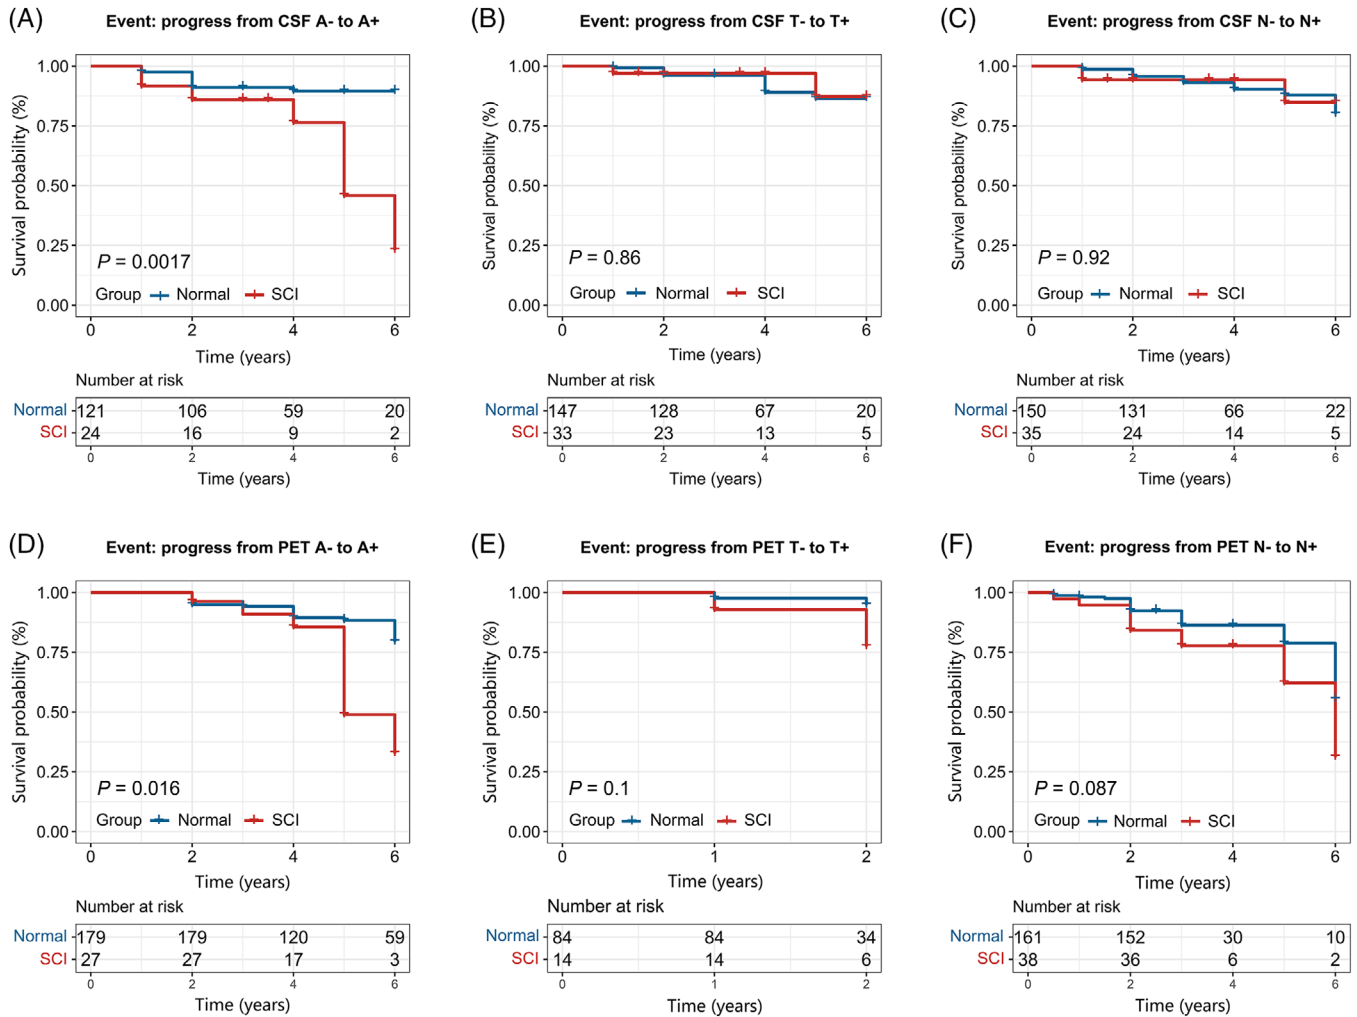 (A) Event: progress from CSF A- to A+
Survival probability (%)
1.00
0.75
0.50
0.25
0.00
P = 0.0017
Group Normal SCI
0 2 4 6
Time (years)
Number at risk
Normal 121 106 59 20
SCI 24 16 9 2
0 2 4 6
Time (years)
(B) Event: progress from CSF T- to T+
Survival probability (%)
1.00
0.75
0.50
0.25
0.00
P = 0.86
Group Normal SCI
0 2 4 6
Time (years)
Number at risk
Normal 147 128 67 20
SCI 33 23 13 5
0 2 4 6
Time (years)
(C) Event: progress from CSF N- to N+
Survival probability (%)
1.00
0.75
0.50
0.25
0.00
P = 0.92
Group Normal SCI
0 2 4 6
Time (years)
Number at risk
Normal 150 131 66 22
SCI 35 24 14 5
0 2 4 6
Time (years)
(D) Event: progress from PET A- to A+
Survival probability (%)
1.00
0.75
0.50
0.25
0.00
P = 0.016
Group Normal SCI
0 2 4 6
Time (years)
Number at risk
Normal 179 179 120 59
SCI 27 27 17 3
0 2 4 6
Time (years)
(E) Event: progress from PET T- to T+
Survival probability (%)
1.00
0.75
0.50
0.25
0.00
P = 0.1
Group Normal SCI
0 1 2
Time (years)
Number at risk
Normal 84 84 34
SCI 14 14 6
0 1 2
Time (years)
(F) Event: progress from PET N- to N+
Survival probability (%)
1.00
0.75
0.50
0.25
0.00
P = 0.087
Group Normal SCI
0 2 4 6
Time (years)
Number at risk
Normal 161 152 30 10
SCI 38 36 6 2
0 2 4 6
Time (years)